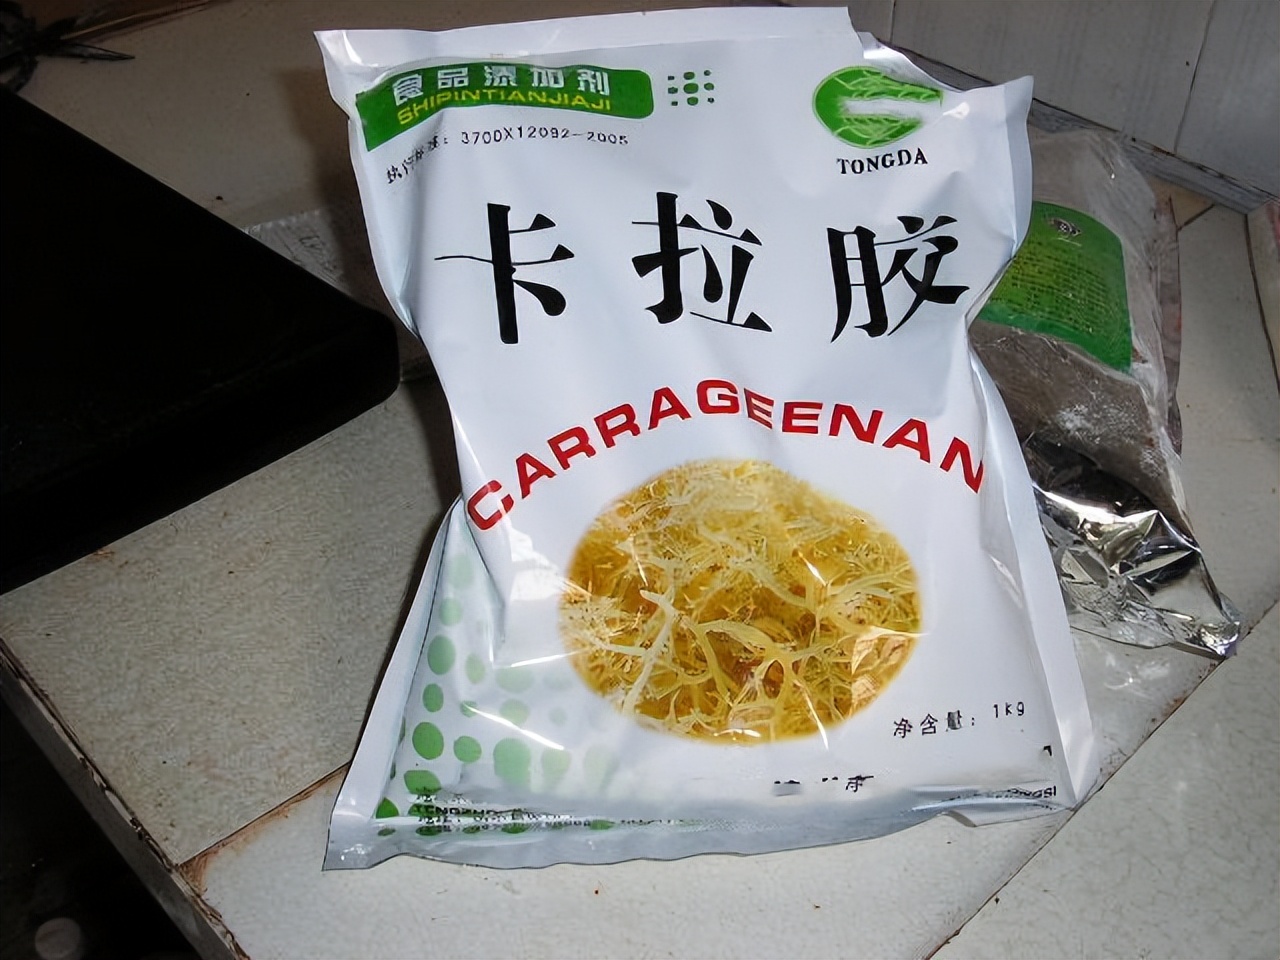 食品添加剂
SHIPINTIANJIAJI
TONGDA
3700X12092-2005
卡拉胶
CARRAGEENAN
净含量：1kg